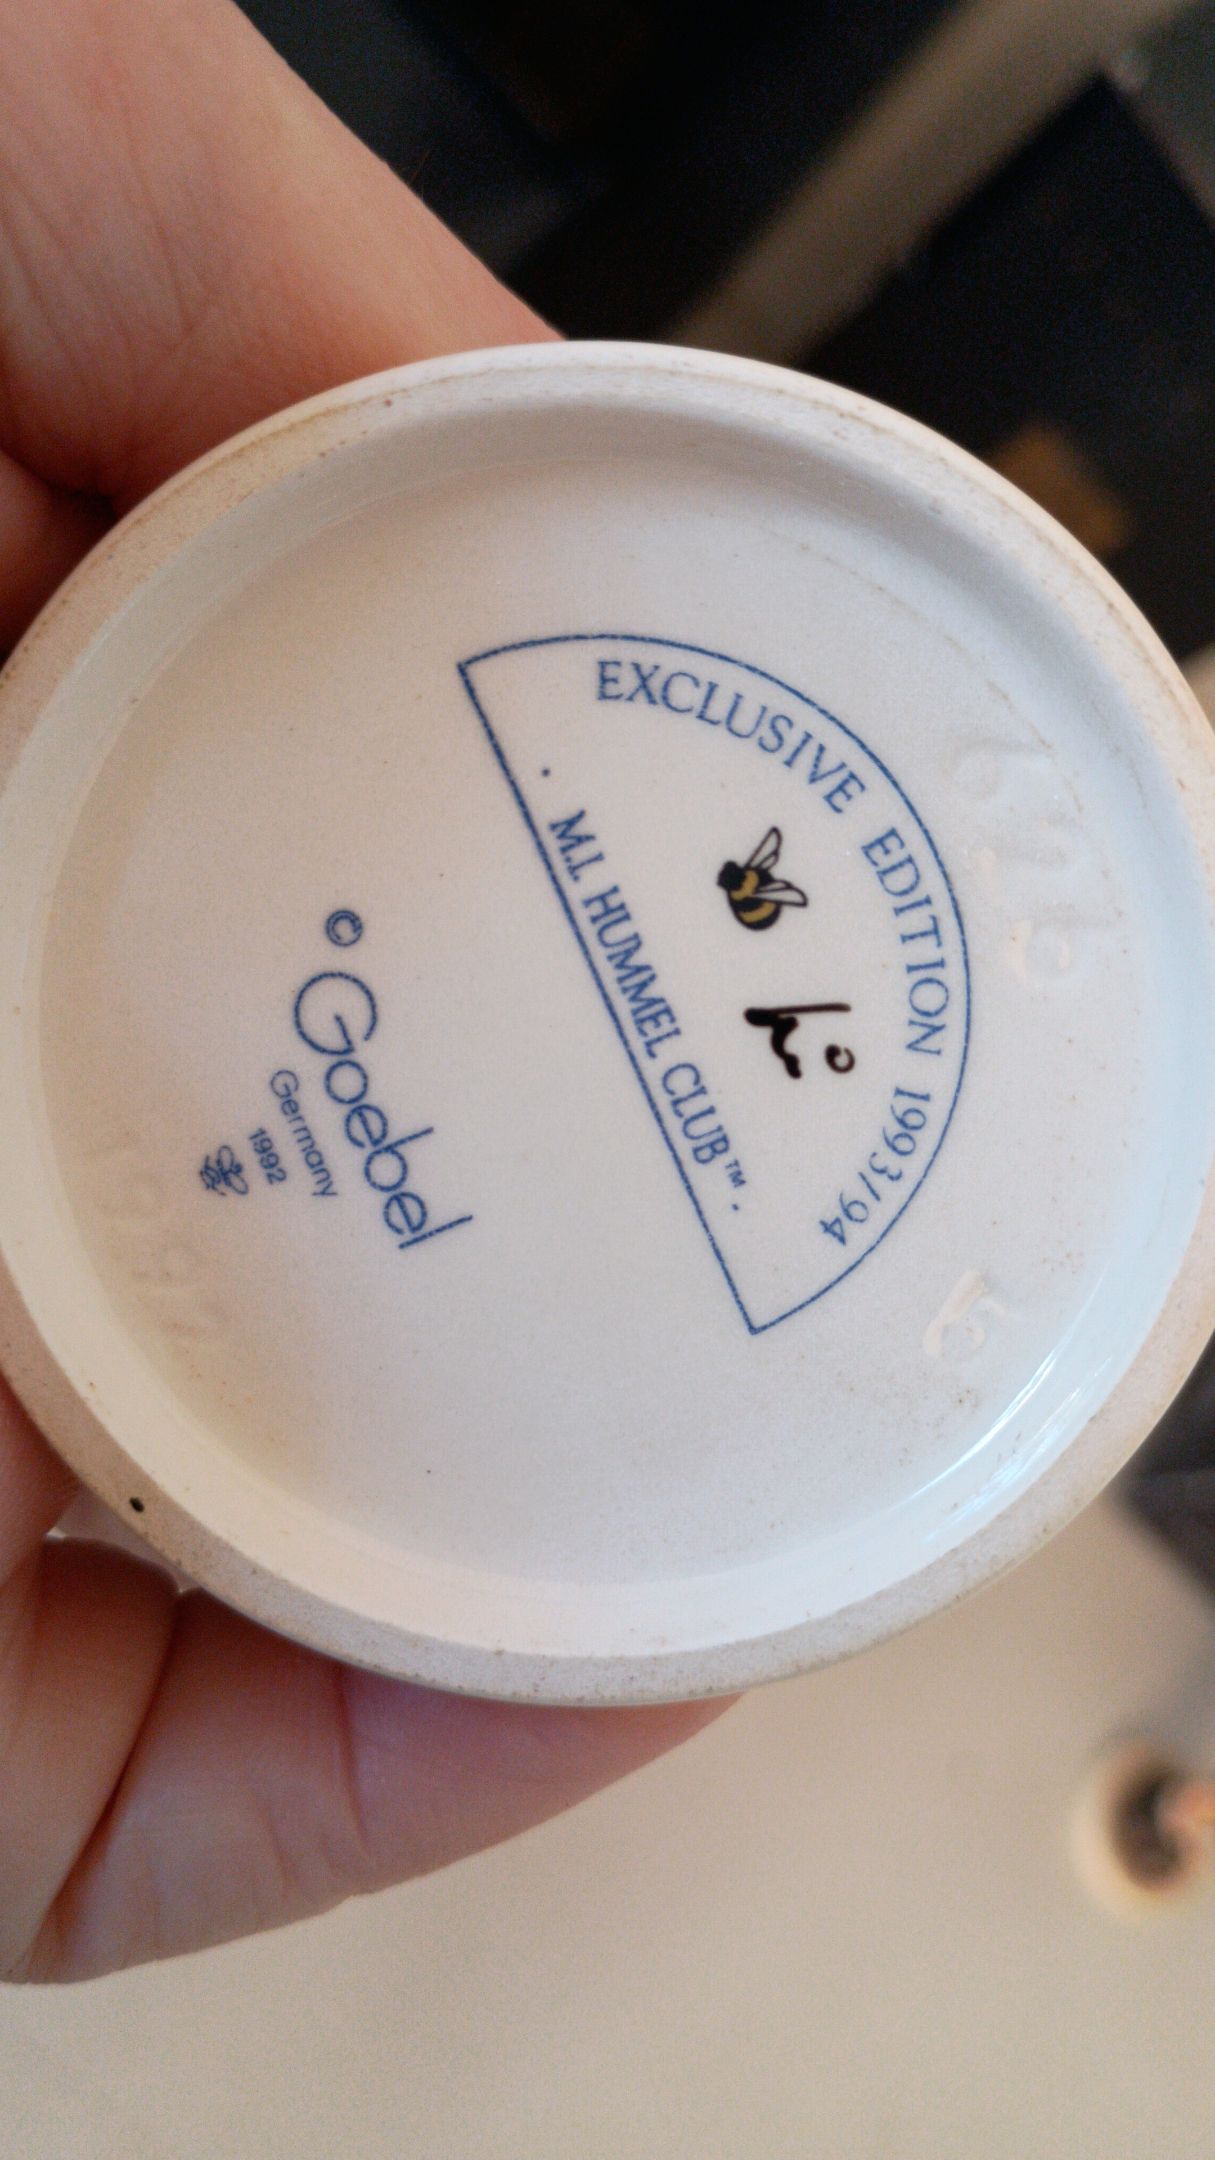 EXCLUSIVE EDITION 1993/94
· M.I. HUMMEL CLUB™ ·
© Goebel
Germany
1992